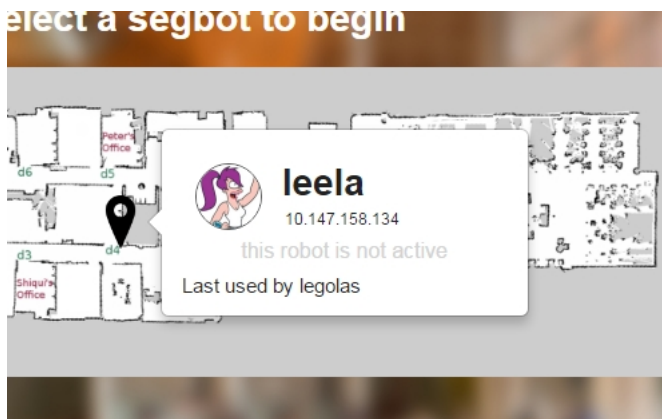 elect a segbot to begin
Peter's
Office
d6
d5
leela
10.147.158.134
this robot is not active
d3
d4
Last used by legolas
Shiqui's
Office